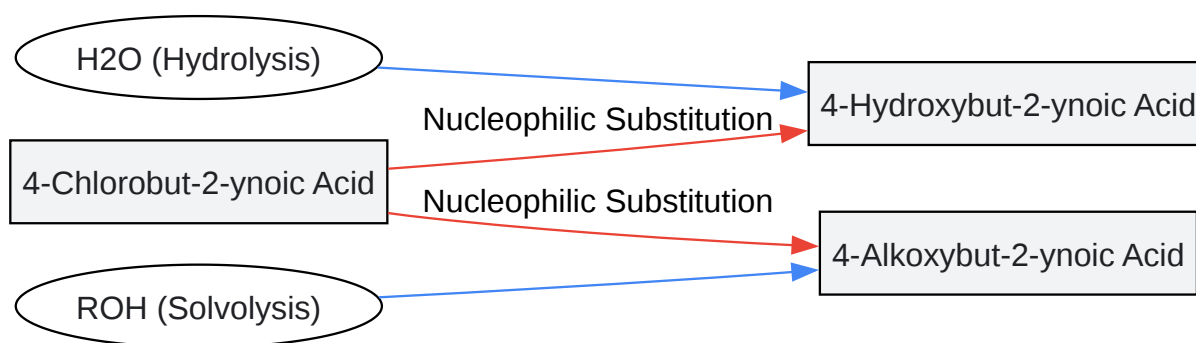 H2O (Hydrolysis)
4-Hydroxybut-2-ynoic Acid
Nucleophilic Substitution
4-Chlorobut-2-ynoic Acid
Nucleophilic Substitution
4-Alkoxybut-2-ynoic Acid
ROH (Solvolysis)